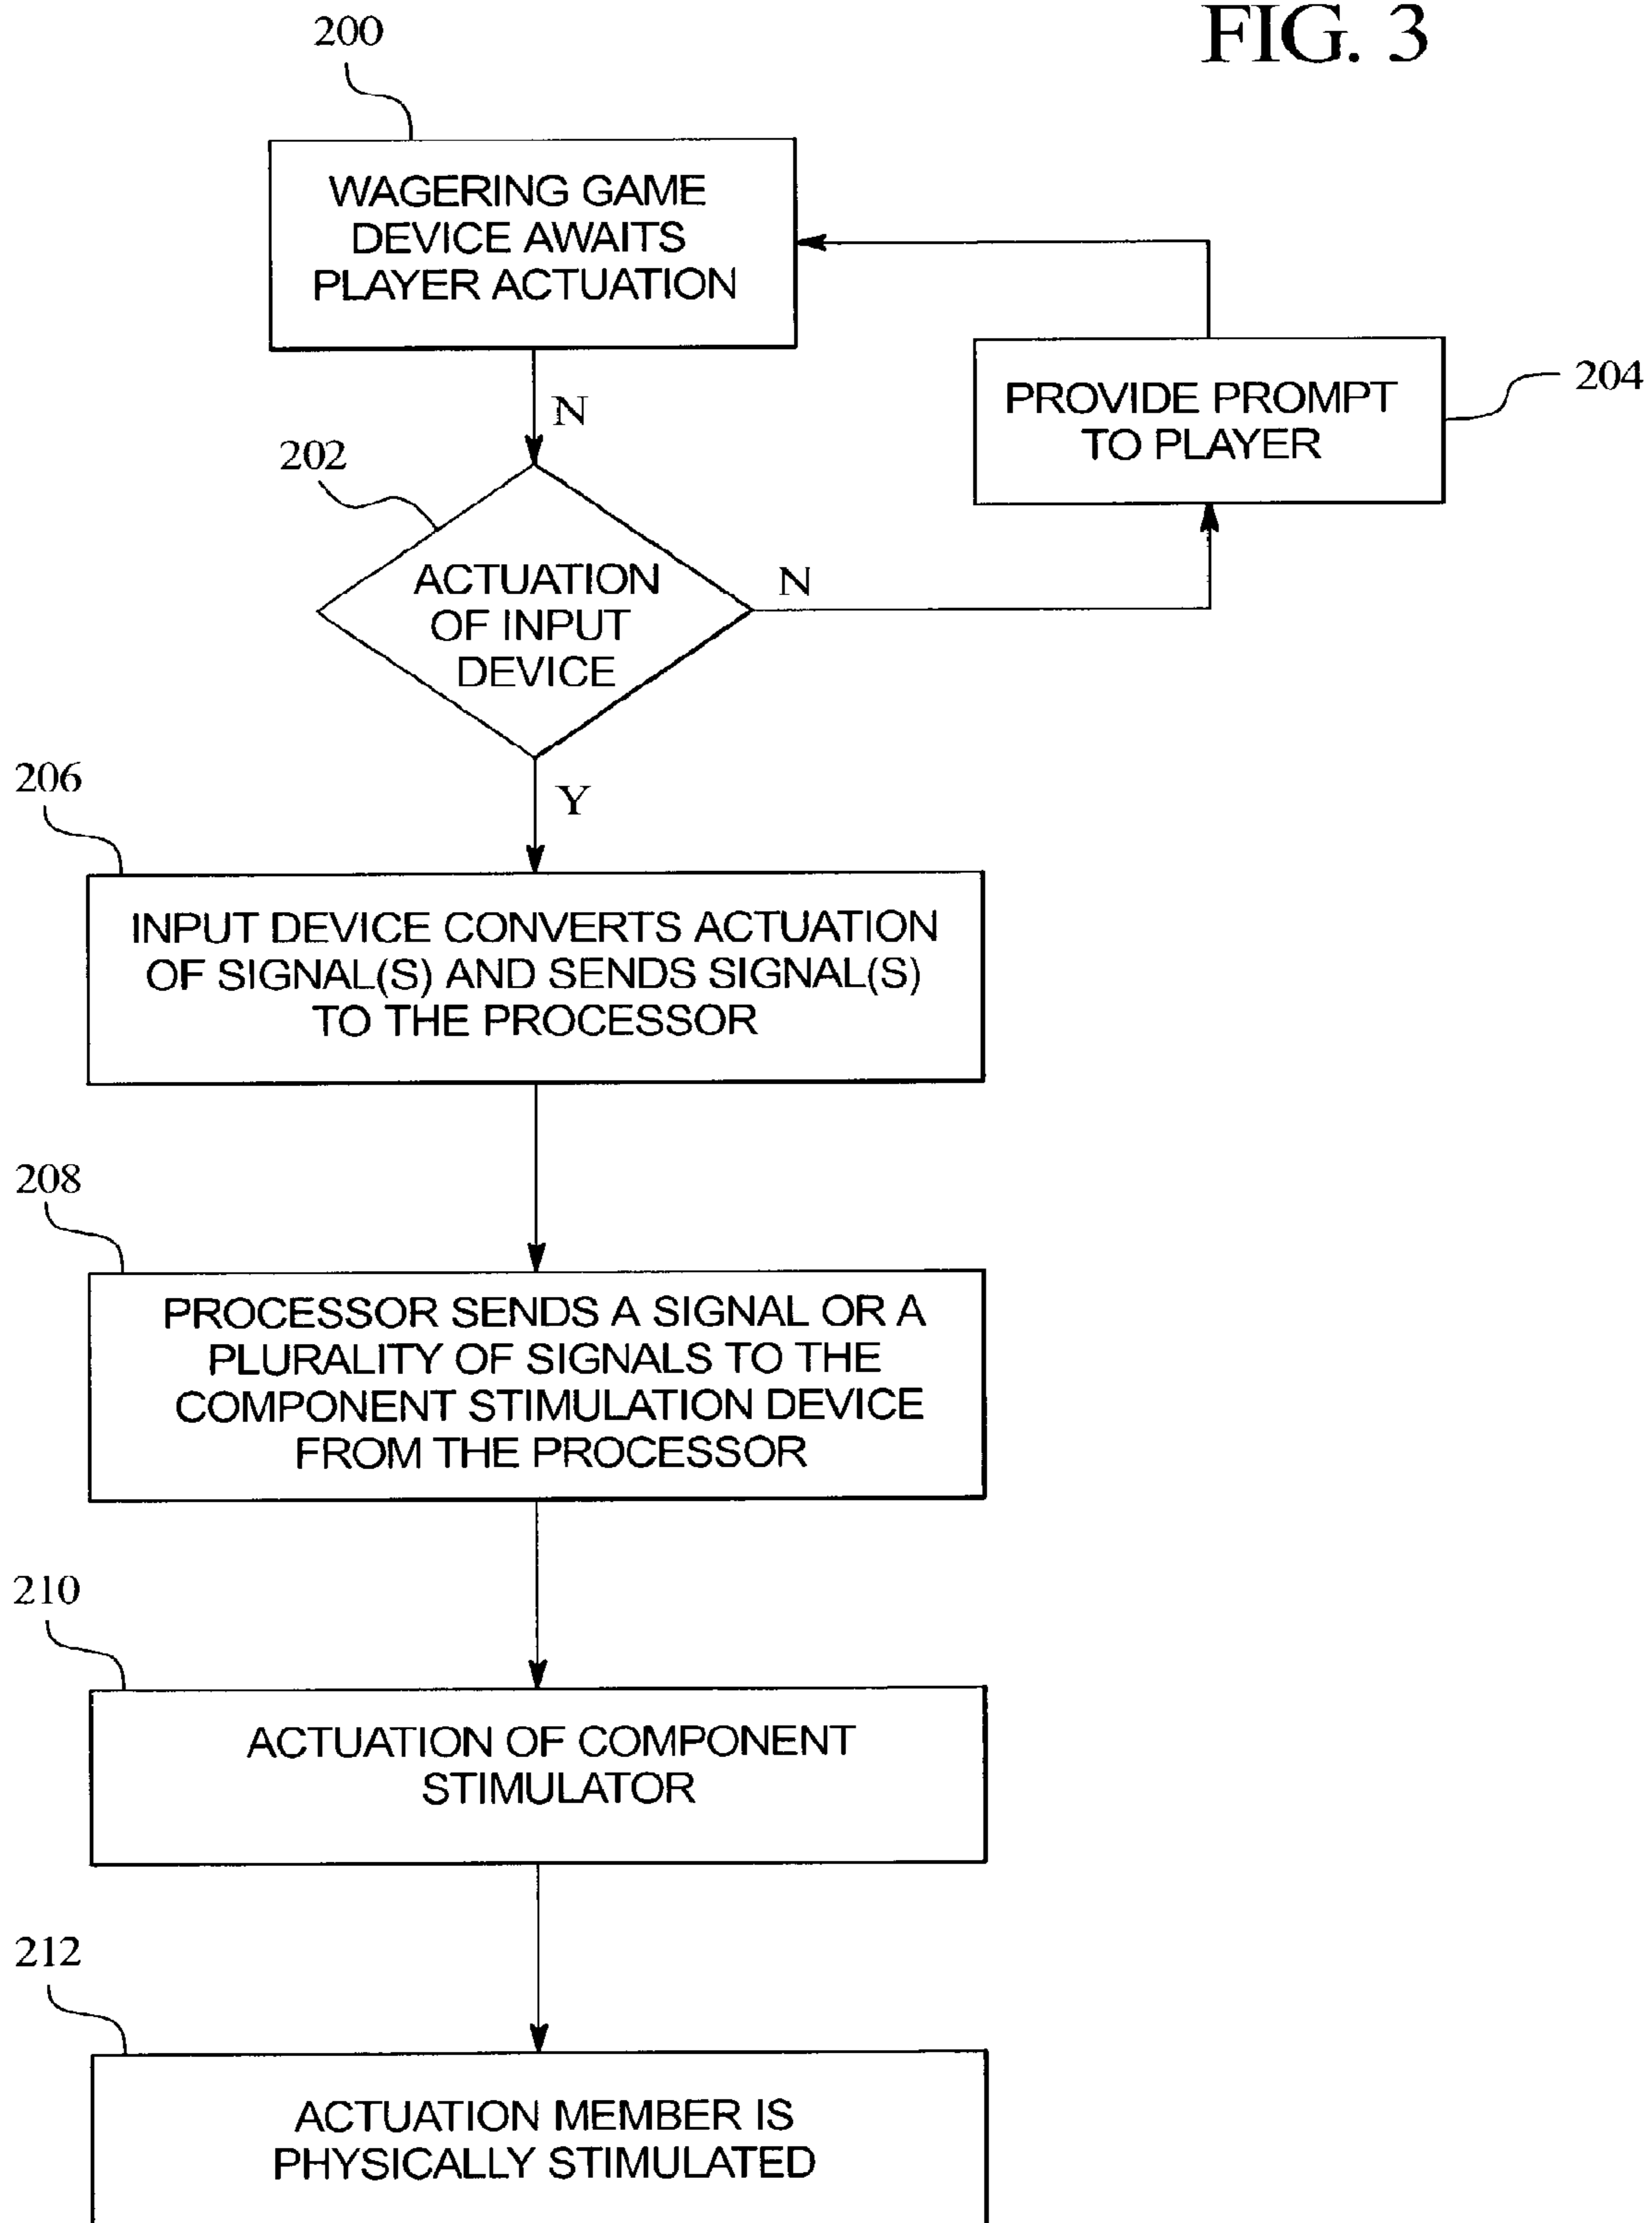 FIG. 3
200
WAGERING GAME
DEVICE AWAITS
PLAYER ACTUATION
204
PROVIDE PROMPT
TO PLAYER
N
202
ACTUATION
OF INPUT
DEVICE
N
Y
206
INPUT DEVICE CONVERTS ACTUATION
OF SIGNAL(S) AND SENDS SIGNAL(S)
TO THE PROCESSOR
208
PROCESSOR SENDS A SIGNAL OR A
PLURALITY OF SIGNALS TO THE
COMPONENT STIMULATION DEVICE
FROM THE PROCESSOR
210
ACTUATION OF COMPONENT
STIMULATOR
212
ACTUATION MEMBER IS
PHYSICALLY STIMULATED